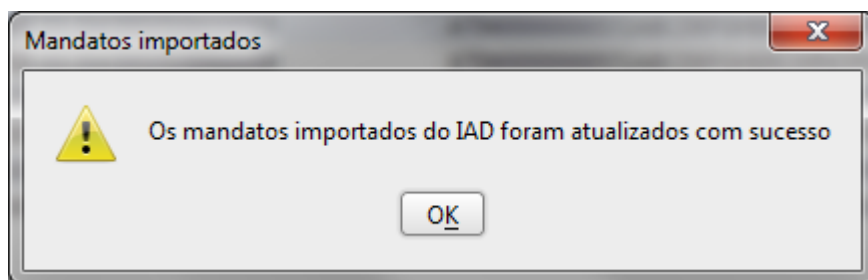 Mandatos importados
Os mandatos importados do IAD foram atualizados com sucesso
OK